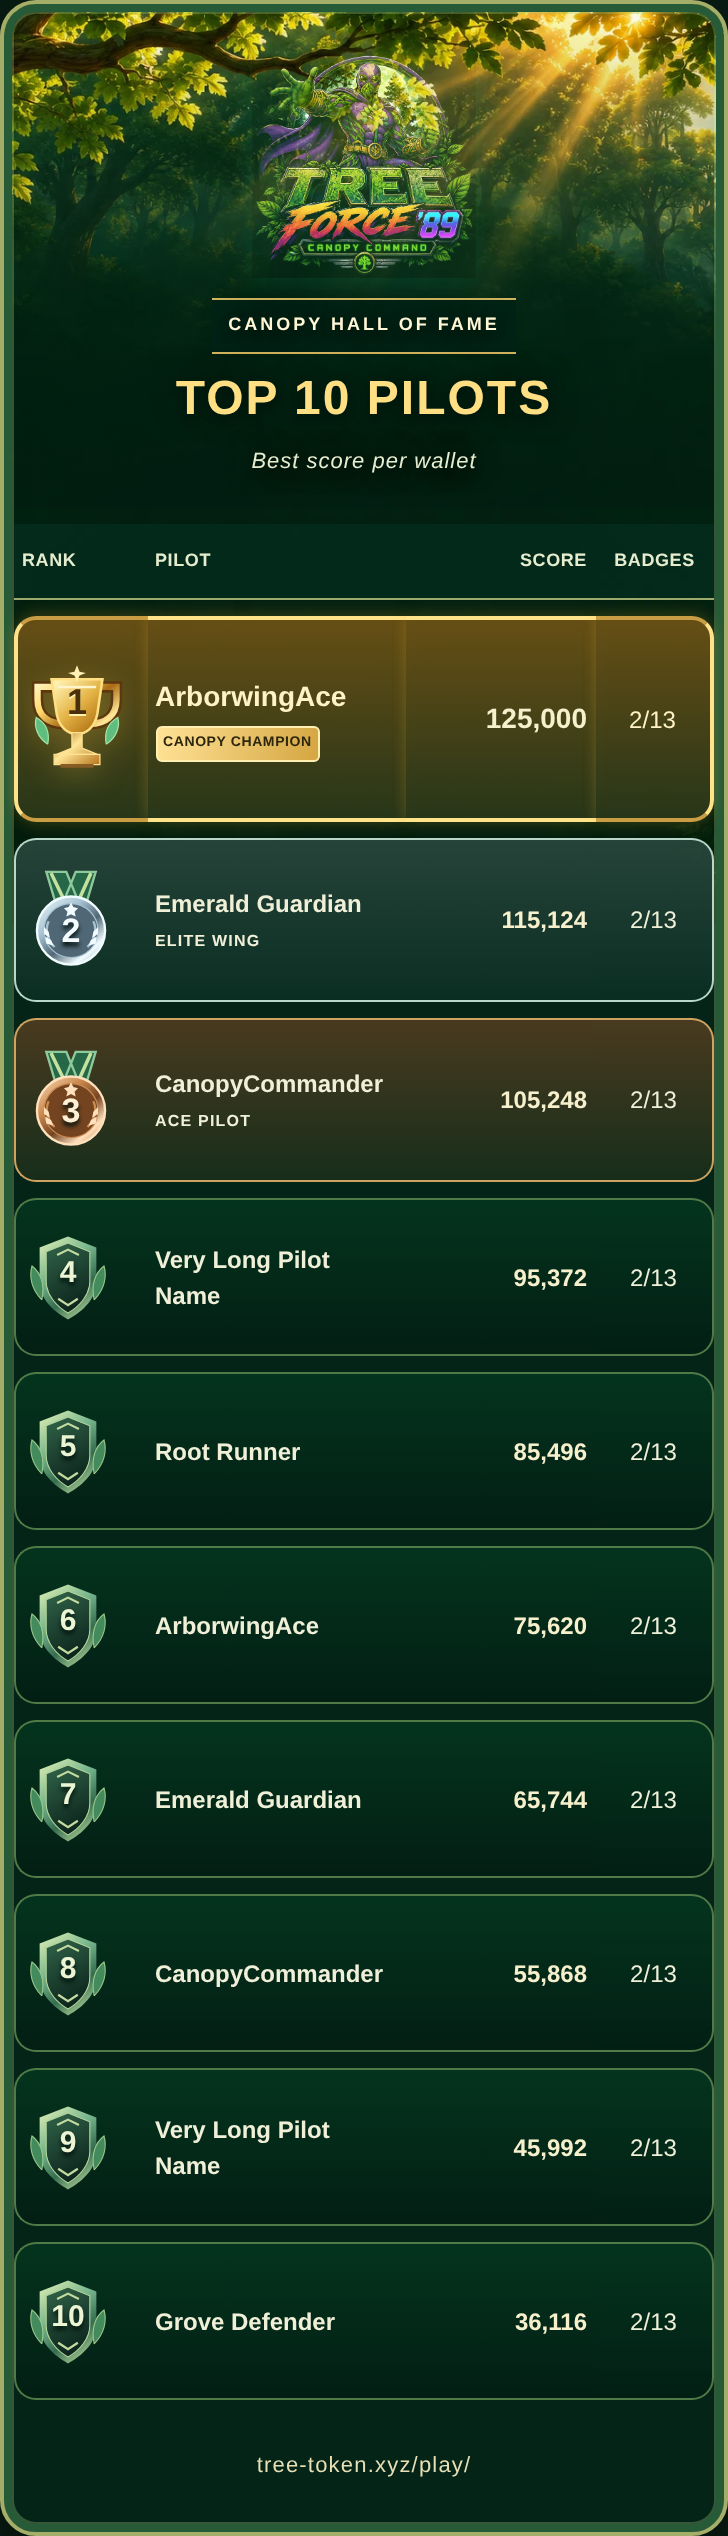 TREE
FORCE '89
CANOPY COMMAND
CANOPY HALL OF FAME
TOP 10 PILOTS
Best score per wallet
RANK PILOT SCORE BADGES
1 ArborwingAce 125,000 2/13
CANOPY CHAMPION
2 Emerald Guardian 115,124 2/13
ELITE WING
3 CanopyCommander 105,248 2/13
ACE PILOT
4 Very Long Pilot 95,372 2/13
Name
5 Root Runner 85,496 2/13
6 ArborwingAce 75,620 2/13
7 Emerald Guardian 65,744 2/13
8 CanopyCommander 55,868 2/13
9 Very Long Pilot 45,992 2/13
Name
10 Grove Defender 36,116 2/13
tree-token.xyz/play/